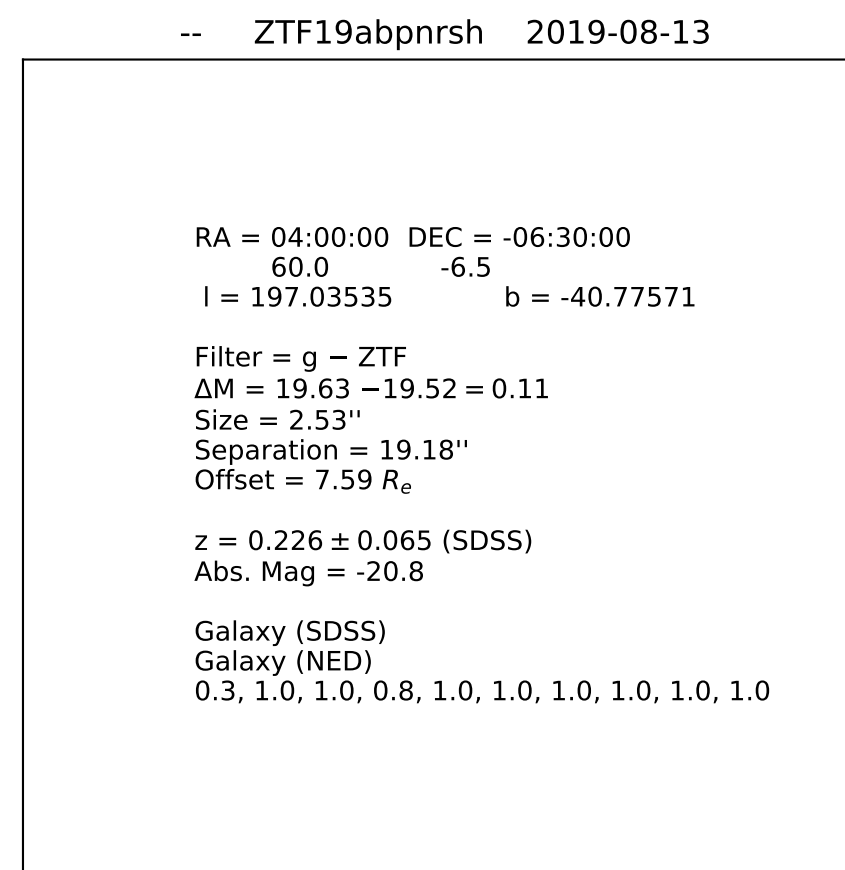 -- ZTF19abpnrsh 2019-08-13
RA = 04:00:00 DEC = -06:30:00
60.0 -6.5
l = 197.03535 b = -40.77571
Filter = g − ZTF
ΔM = 19.63 −19.52 = 0.11
Size = 2.53''
Separation = 19.18''
Offset = 7.59 Rₑ
z = 0.226 ± 0.065 (SDSS)
Abs. Mag = -20.8
Galaxy (SDSS)
Galaxy (NED)
0.3, 1.0, 1.0, 0.8, 1.0, 1.0, 1.0, 1.0, 1.0, 1.0